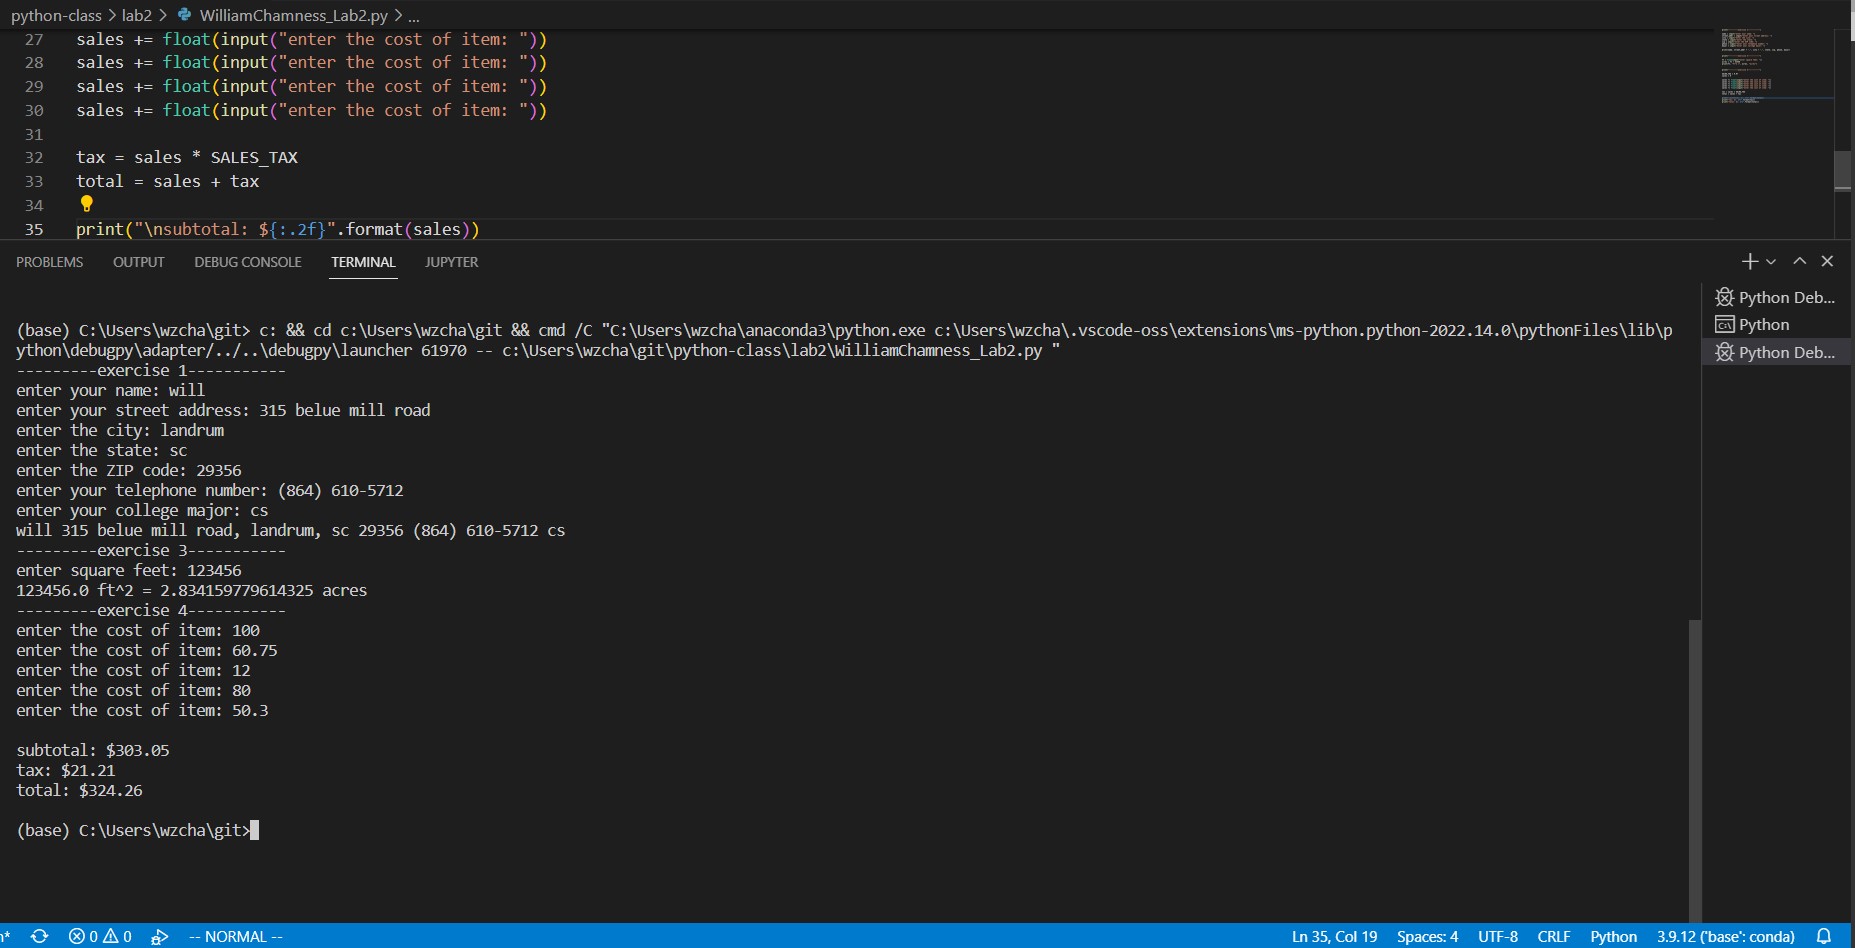 python-class > lab2 > WilliamChamness_Lab2.py > ...
27 sales += float(input("enter the cost of item: "))
28 sales += float(input("enter the cost of item: "))
29 sales += float(input("enter the cost of item: "))
30 sales += float(input("enter the cost of item: "))
31
32 tax = sales * SALES_TAX
33 total = sales + tax
34
35 print("\nsubtotal: ${:.2f}".format(sales))
PROBLEMS OUTPUT DEBUG CONSOLE TERMINAL JUPYTER
Python Deb...
Python
Python Deb...
(base) C:\Users\wzcha\git> c: && cd c:\Users\wzcha\git && cmd /C "C:\Users\wzcha\anaconda3\python.exe c:\Users\wzcha\.vscode-oss\extensions\ms-python.python-2022.14.0\pythonFiles\lib\p
ython\debugpy\adapter/../..\debugpy\launcher 61970 -- c:\Users\wzcha\git\python-class\lab2\WilliamChamness_Lab2.py "
---------exercise 1-----------
enter your name: will
enter your street address: 315 belue mill road
enter the city: landrum
enter the state: sc
enter the ZIP code: 29356
enter your telephone number: (864) 610-5712
enter your college major: cs
will 315 belue mill road, landrum, sc 29356 (864) 610-5712 cs
---------exercise 3-----------
enter square feet: 123456
123456.0 ft^2 = 2.834159779614325 acres
---------exercise 4-----------
enter the cost of item: 100
enter the cost of item: 60.75
enter the cost of item: 12
enter the cost of item: 80
enter the cost of item: 50.3
subtotal: $303.05
tax: $21.21
total: $324.26
(base) C:\Users\wzcha\git>
0 0 -- NORMAL -- Ln 35, Col 19 Spaces: 4 UTF-8 CRLF Python 3.9.12 ('base': conda)